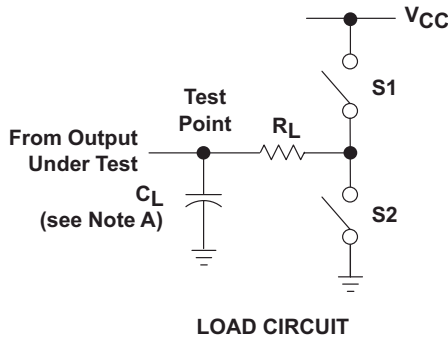 VCC
S1
Test
Point
RL
From Output
Under Test
CL
(see Note A)
S2
LOAD CIRCUIT